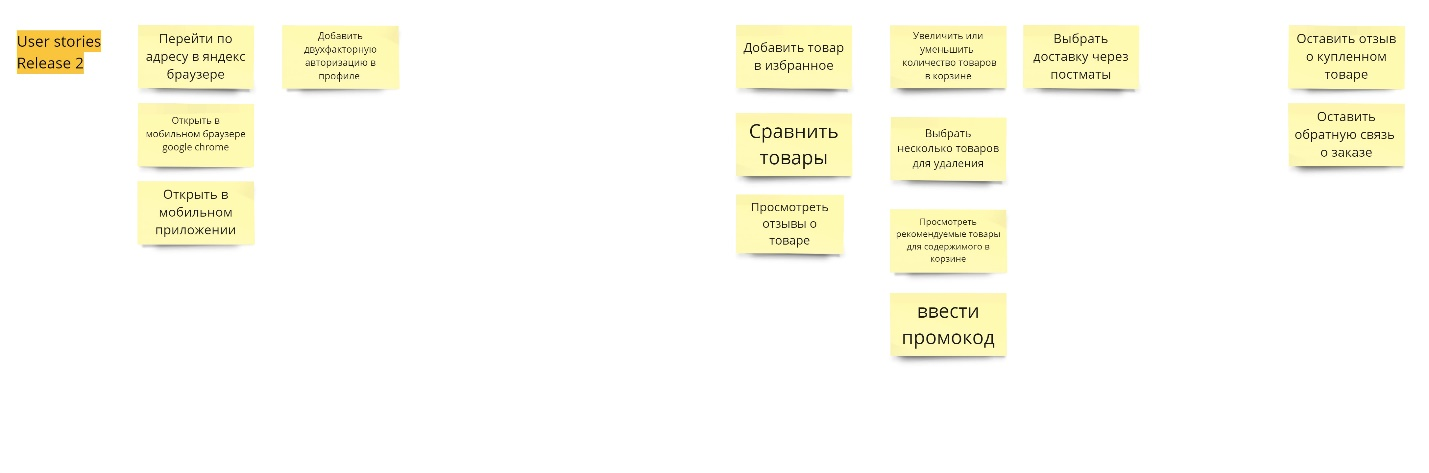 User stories
Release 2
Перейти по
адресу в яндекс
браузере
Добавить
двухфакторную
авторизацию в
профиле
Добавить товар
в избранное
Увеличить или
уменьшить
количество товаров
в корзине
Выбрать
доставку через
постматы
Оставить отзыв
о купленном
товаре
Открыть в
мобильном браузере
google chrome
Сравнить
товары
Выбрать
несколько товаров
для удаления
Оставить
обратную связь
о заказе
Открыть в
мобильном
приложении
Просмотреть
отзывы о
товаре
Просмотреть
рекомендуемые товары
для содержимого в
корзине
ввести
промокод